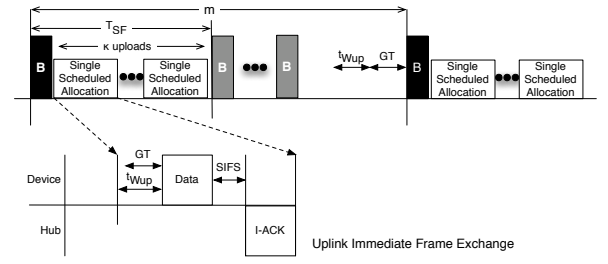 m
T_SF
κ uploads
B
Single Scheduled Allocation
Single Scheduled Allocation
B
B
t_Wup
GT
B
Single Scheduled Allocation
Single Scheduled Allocation
GT
t_Wup
SIFS
Device
Data
Hub
I-ACK
Uplink Immediate Frame Exchange